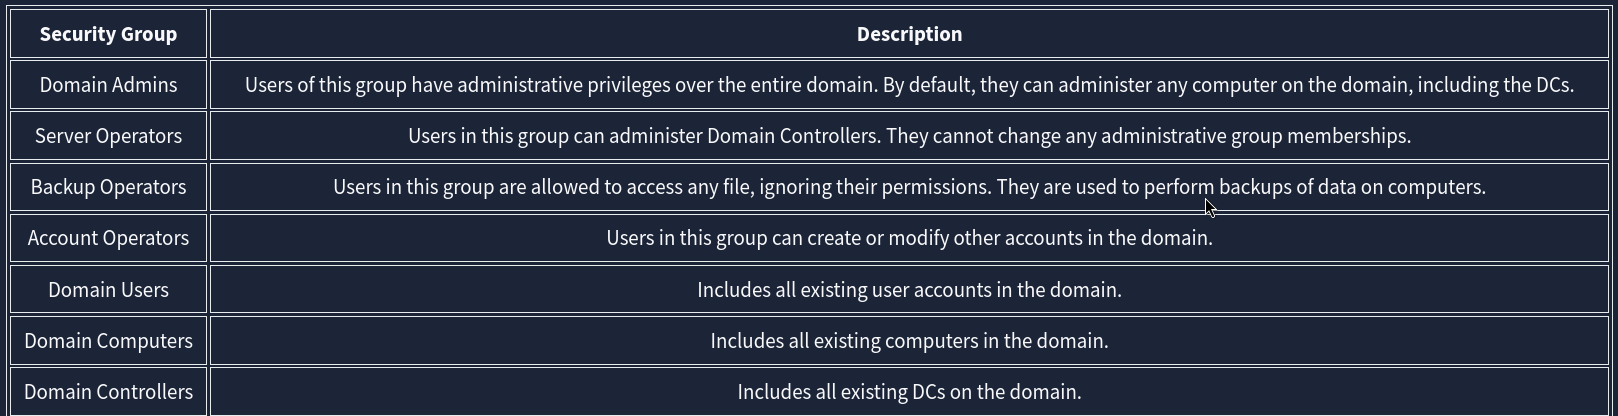 Security Group Description
Domain Admins Users of this group have administrative privileges over the entire domain. By default, they can administer any computer on the domain, including the DCs.
Server Operators Users in this group can administer Domain Controllers. They cannot change any administrative group memberships.
Backup Operators Users in this group are allowed to access any file, ignoring their permissions. They are used to perform backups of data on computers.
Account Operators Users in this group can create or modify other accounts in the domain.
Domain Users Includes all existing user accounts in the domain.
Domain Computers Includes all existing computers in the domain.
Domain Controllers Includes all existing DCs on the domain.